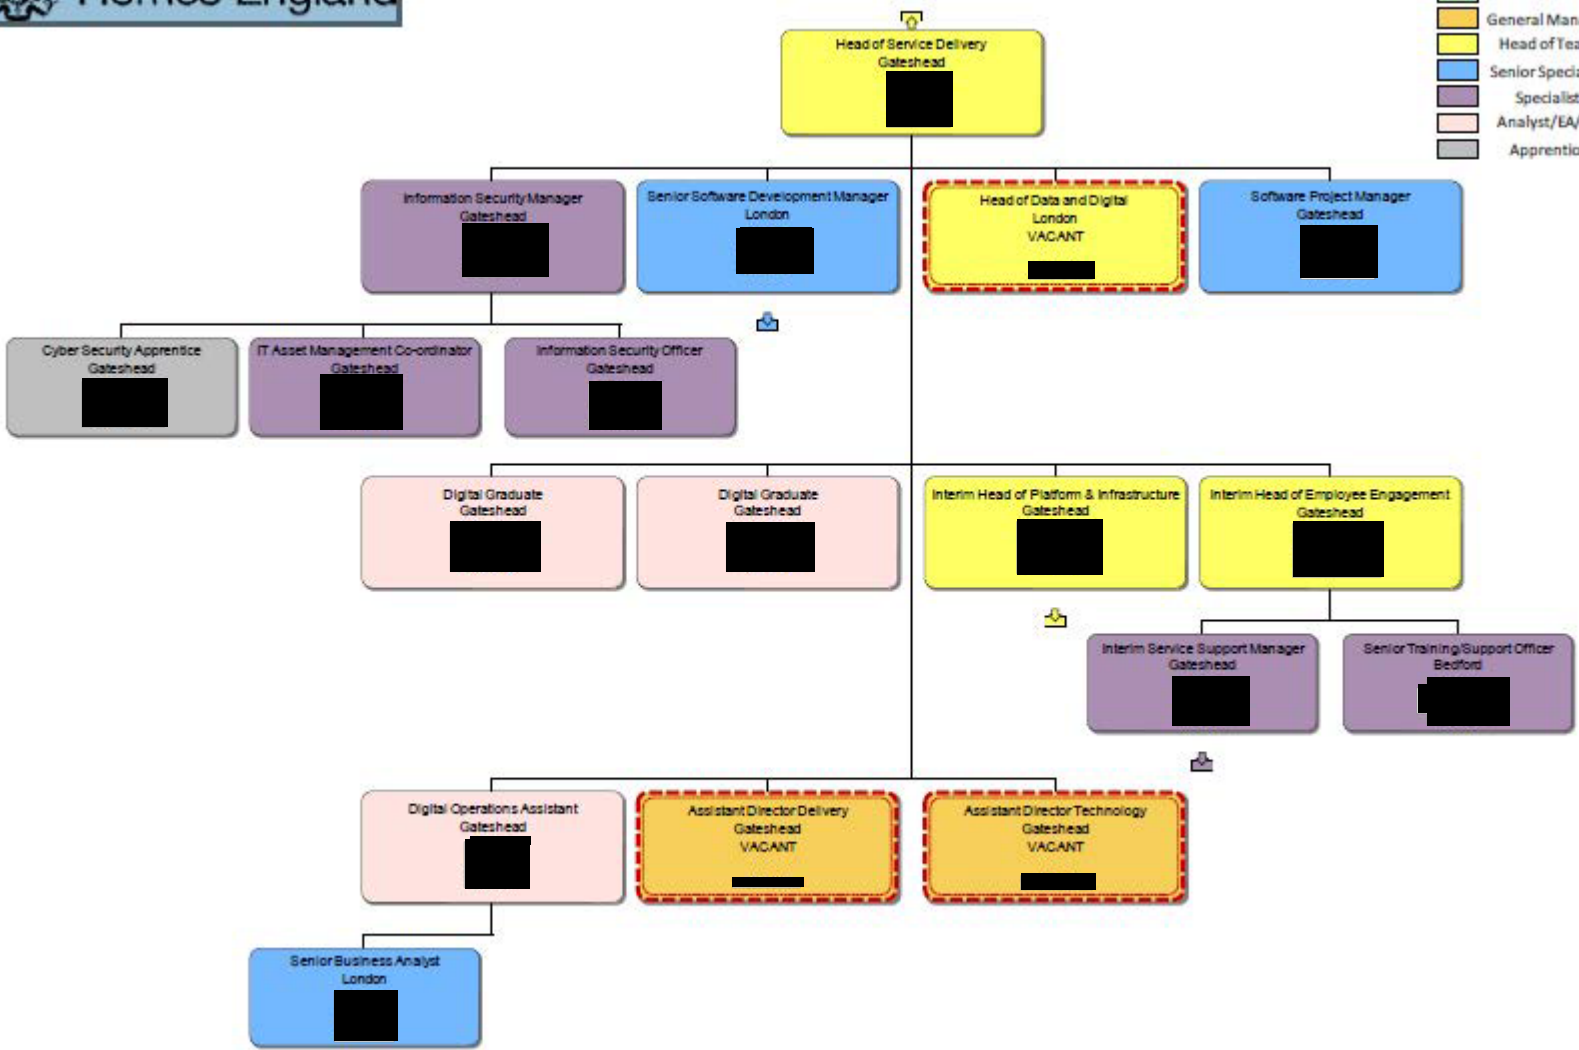 Homes England
General Man
Head of Tea
Senior Specia
Specialist
Analyst/EA/
Apprentic
Head of Service Delivery
Gateshead
Information Security Manager
Gateshead
Senior Software Development Manager
London
Head of Data and Digital
London
VACANT
Software Project Manager
Gateshead
Cyber Security Apprentice
Gateshead
IT Asset Management Co-ordinator
Gateshead
Information Security Officer
Gateshead
Digital Graduate
Gateshead
Digital Graduate
Gateshead
Interim Head of Platform & Infrastructure
Gateshead
Interim Head of Employee Engagement
Gateshead
Interim Service Support Manager
Gateshead
Senior Training/Support Officer
Bedford
Digital Operations Assistant
Gateshead
Assistant Director Delivery
Gateshead
VACANT
Assistant Director Technology
Gateshead
VACANT
Senior Business Analyst
London